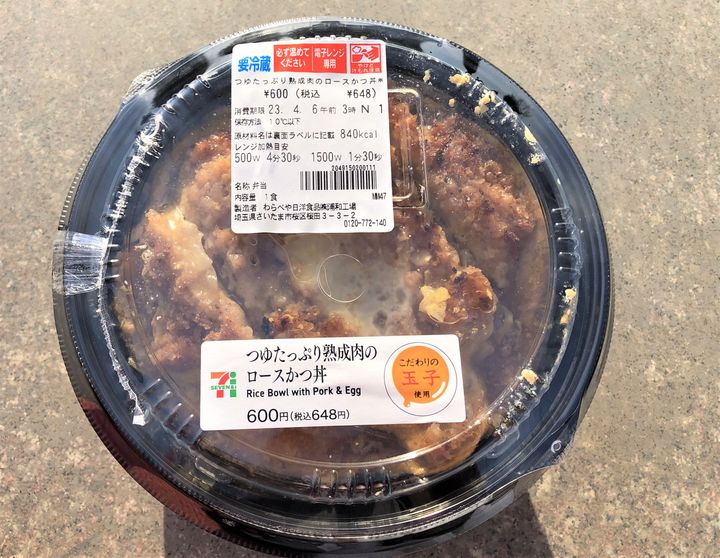 要冷蔵
必ず温めて
ください
電子レンジ
専用
つゆたっぷり熟成肉のロースかつ丼
¥600 (税込 ¥648)
消費期限 23. 4. 6午前 3時 N 1
保存方法 10℃以下
原材料名は裏面ラベルに記載 840kcal
レンジ加熱目安
500W 4分30秒 1500W 1分30秒
2049150200111
名称 弁当
内容量 1食
製造者 わらべや日洋食品㈱浦和工場
埼玉県さいたま市桜区桜田3-3-2
0120-772-140
つゆたっぷり熟成肉の
ロースかつ丼
Rice Bowl with Pork & Egg
600円(税込648円)
SEVEN&i
こだわりの
玉子
使用